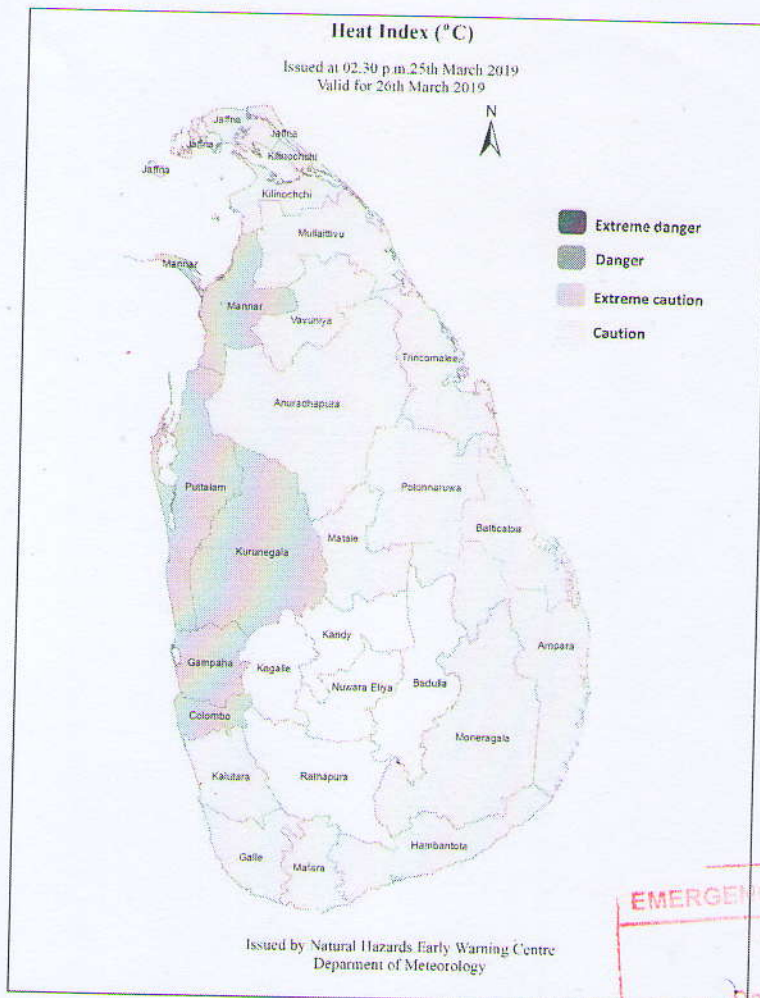 Heat Index (°C)
Issued at 02.30 p.m.25th March 2019
Valid for 26th March 2019
N
Jaffna
Jaffna
Jaffna
Kilinochchi
Jaffna
Kilinochchi
Mullaittivu
Extreme danger
Danger
Extreme caution
Caution
Mannar
Mannar
Vavuniya
Trincomalee
Anuradhapura
Puttalam
Polonnaruwa
Kurunegala
Matale
Batticaloa
Kandy
Ampara
Gampaha
Kegalle
Nuwara Eliya
Badulla
Colombo
Moneragala
Kalutara
Ratnapura
Hambantota
Galle
Matara
EMERGEN
Issued by Natural Hazards Early Warning Centre
Deparment of Meteorology